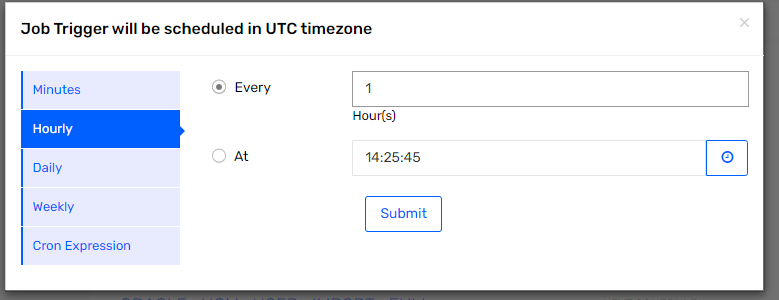 Job Trigger will be scheduled in UTC timezone
×
Minutes
Hourly
Daily
Weekly
Cron Expression
Every
1
Hour(s)
At
14:25:45
Submit